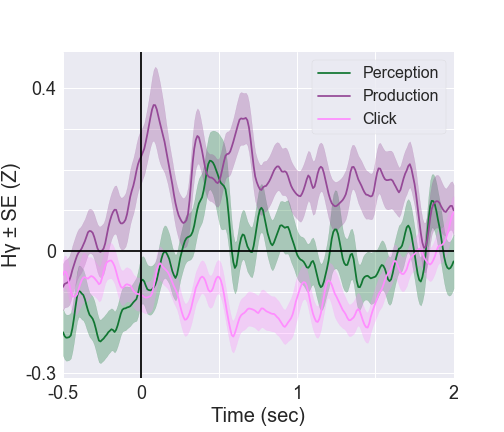 Perception
Production
Click
0.4
0
-0.3
Hγ ± SE (Z)
-0.5
0
1
2
Time (sec)